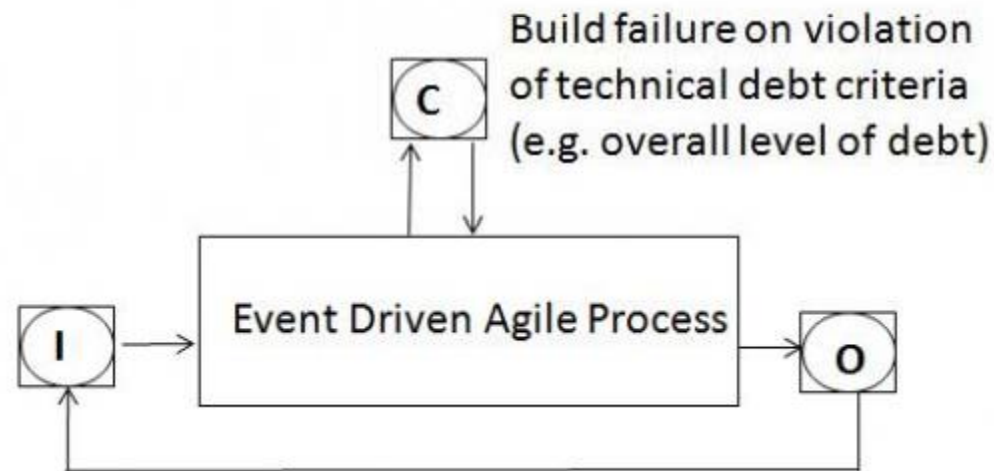 Build failure on violation
of technical debt criteria
(e.g. overall level of debt)
C
Event Driven Agile Process
I
O